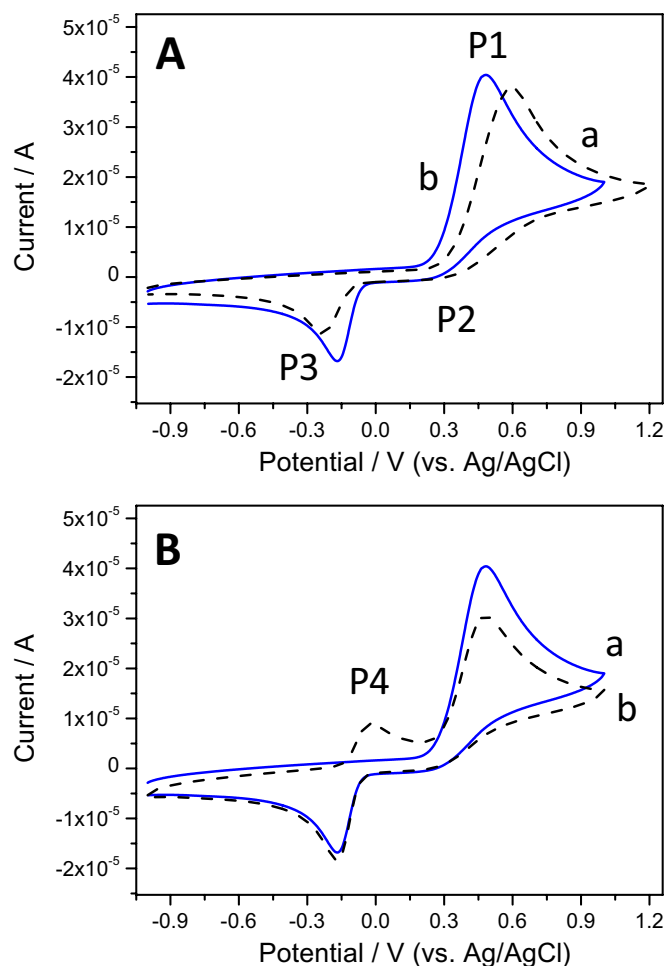 A
P1
a
b
P2
P3
Current / A
5x10⁻⁵
4x10⁻⁵
3x10⁻⁵
2x10⁻⁵
1x10⁻⁵
0
-1x10⁻⁵
-2x10⁻⁵
-0.9 -0.6 -0.3 0.0 0.3 0.6 0.9 1.2
Potential / V (vs. Ag/AgCl)
B
P4
a
b
Current / A
5x10⁻⁵
4x10⁻⁵
3x10⁻⁵
2x10⁻⁵
1x10⁻⁵
0
-1x10⁻⁵
-2x10⁻⁵
-0.9 -0.6 -0.3 0.0 0.3 0.6 0.9 1.2
Potential / V (vs. Ag/AgCl)